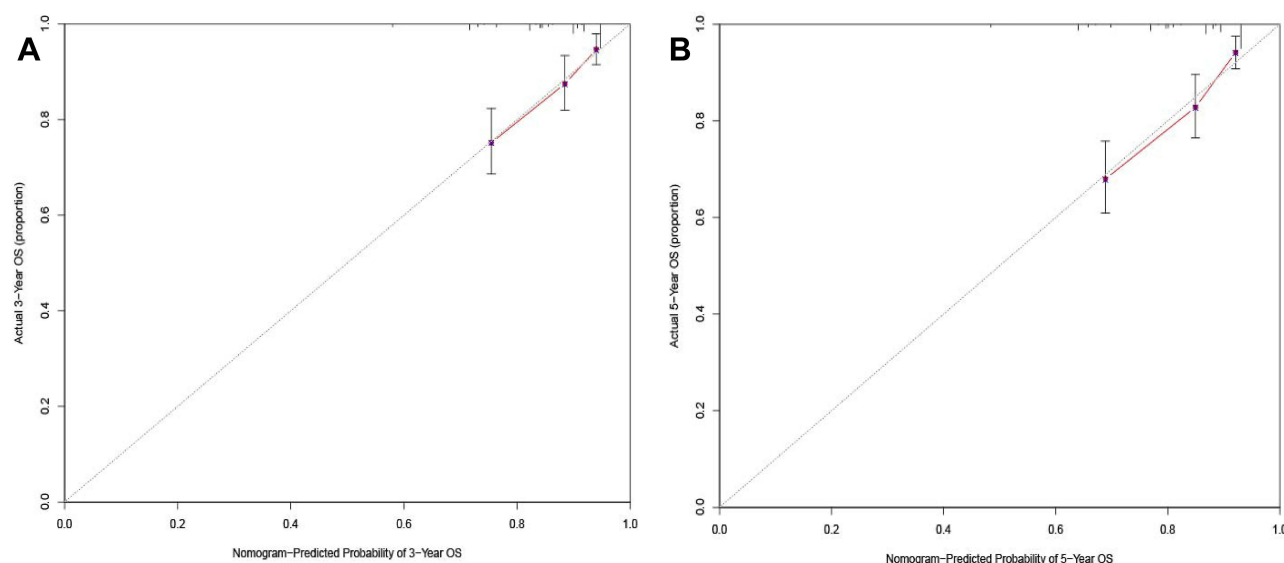 A
Actual 3-Year OS (proportion)
1.0
0.8
0.6
0.4
0.2
0.0
0.0 0.2 0.4 0.6 0.8 1.0
Nomogram-Predicted Probability of 3-Year OS
B
Actual 5-Year OS (proportion)
1.0
0.8
0.6
0.4
0.2
0.0
0.0 0.2 0.4 0.6 0.8 1.0
Nomogram-Predicted Probability of 5-Year OS